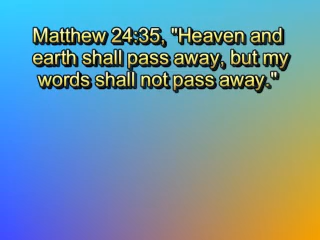 Matthew 24:35, "Heaven and
earth shall pass away, but my
words shall not pass away."